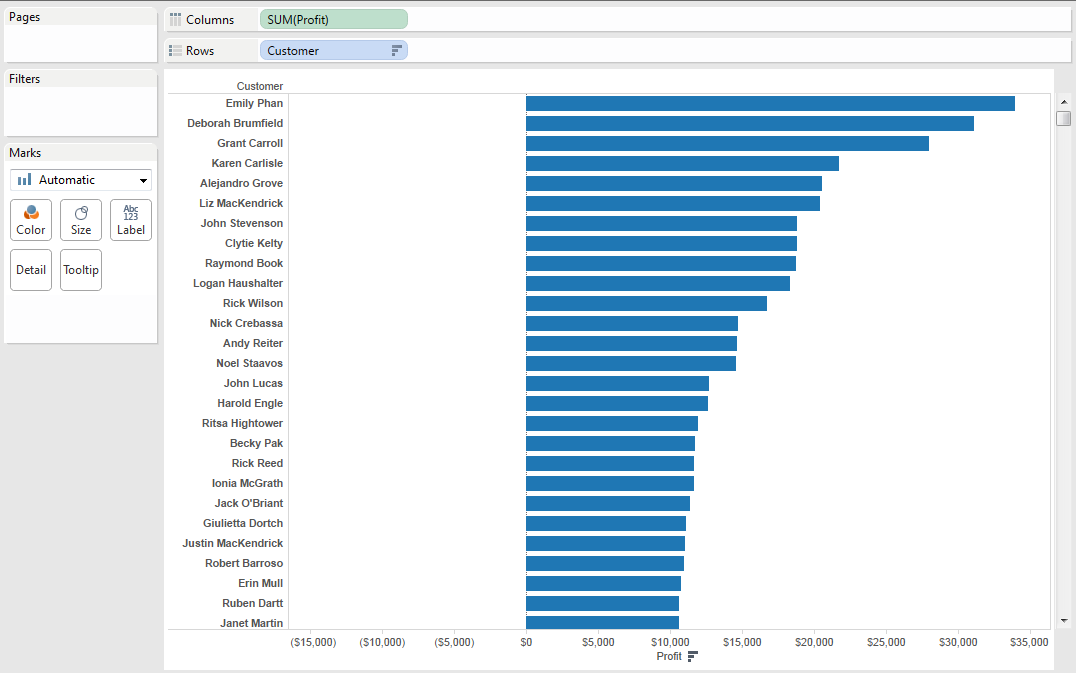 Pages
Columns SUM(Profit)
Rows Customer
Filters
Marks
Automatic
Color Size Abc 123 Label
Detail Tooltip
Customer
Emily Phan
Deborah Brumfield
Grant Carroll
Karen Carlisle
Alejandro Grove
Liz MacKendrick
John Stevenson
Clytie Kelty
Raymond Book
Logan Haushalter
Rick Wilson
Nick Crebassa
Andy Reiter
Noel Staavos
John Lucas
Harold Engle
Ritsa Hightower
Becky Pak
Rick Reed
Ionia McGrath
Jack O'Briant
Giulietta Dortch
Justin MacKendrick
Robert Barroso
Erin Mull
Ruben Dartt
Janet Martin
($15,000) ($10,000) ($5,000) $0 $5,000 $10,000 $15,000 $20,000 $25,000 $30,000 $35,000
Profit